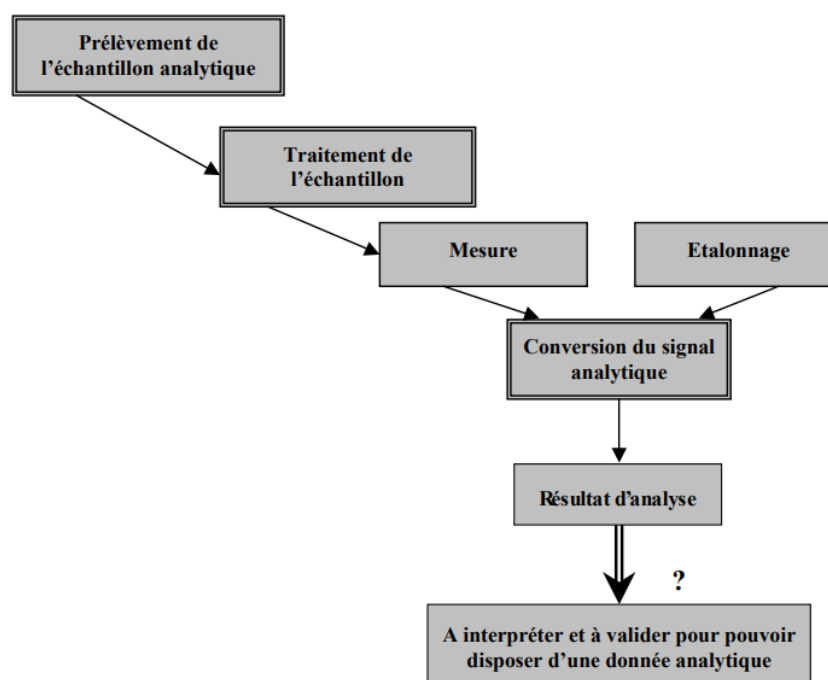 Prélèvement de
l'échantillon analytique
Traitement de
l'échantillon
Mesure
Etalonnage
Conversion du signal
analytique
Résultat d'analyse
?
A interpréter et à valider pour pouvoir
disposer d'une donnée analytique